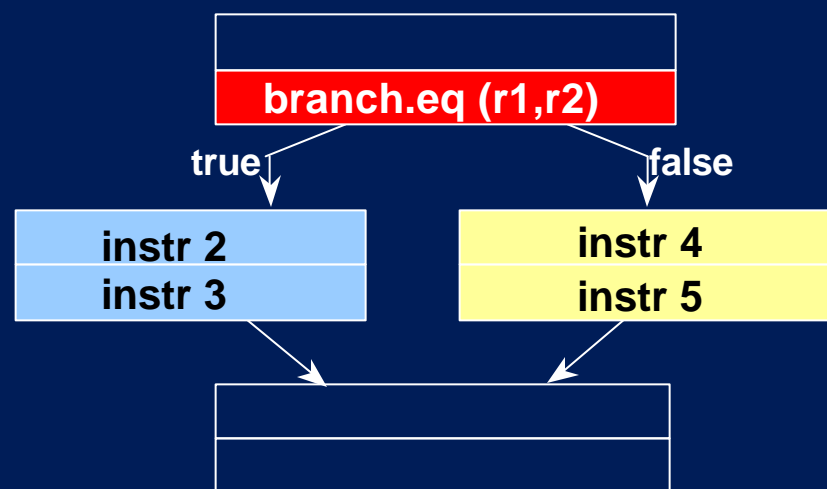 branch.eq (r1,r2)
true false
instr 2
instr 3
instr 4
instr 5